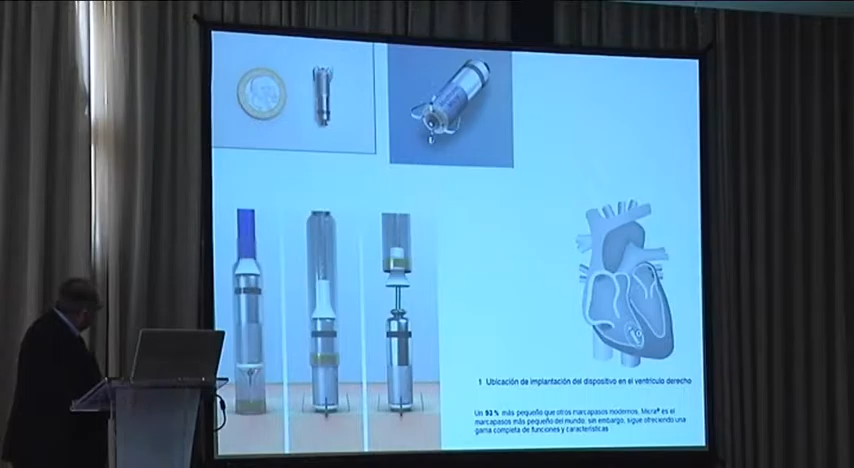 1 Ubicación de implantación del dispositivo en el ventrículo derecho
Un 93 % más pequeño que otros marcapasos modernos, Micra® es el
marcapasos más pequeño del mundo; sin embargo, sigue ofreciendo una
gama completa de funciones y características